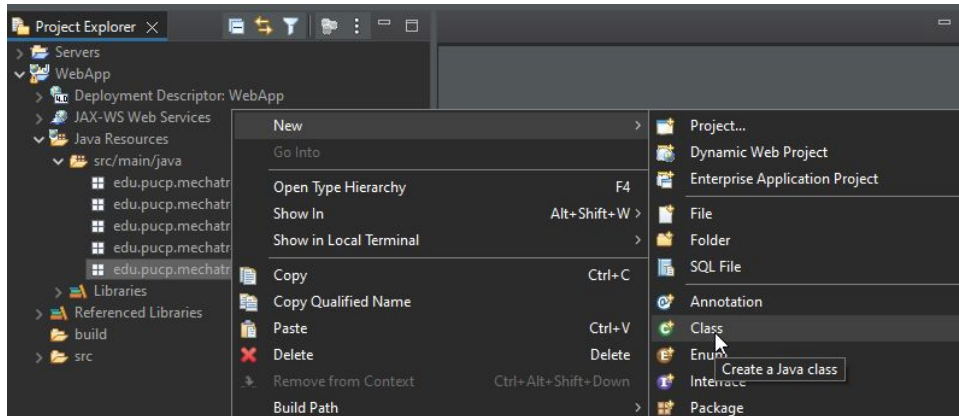 Project Explorer
Servers
WebApp
Deployment Descriptor: WebApp
JAX-WS Web Services
Java Resources
src/main/java
edu.pucp.mechatr
edu.pucp.mechatr
edu.pucp.mechatr
edu.pucp.mechatr
edu.pucp.mechatr
Libraries
Referenced Libraries
build
src
New
Go Into
Open Type Hierarchy F4
Show In Alt+Shift+W >
Show in Local Terminal
Copy Ctrl+C
Copy Qualified Name
Paste Ctrl+V
Delete Delete
Remove from Context Ctrl+Alt+Shift+Down
Build Path
Project...
Dynamic Web Project
Enterprise Application Project
File
Folder
SQL File
Annotation
Class
Enum
Create a Java class
Interface
Package